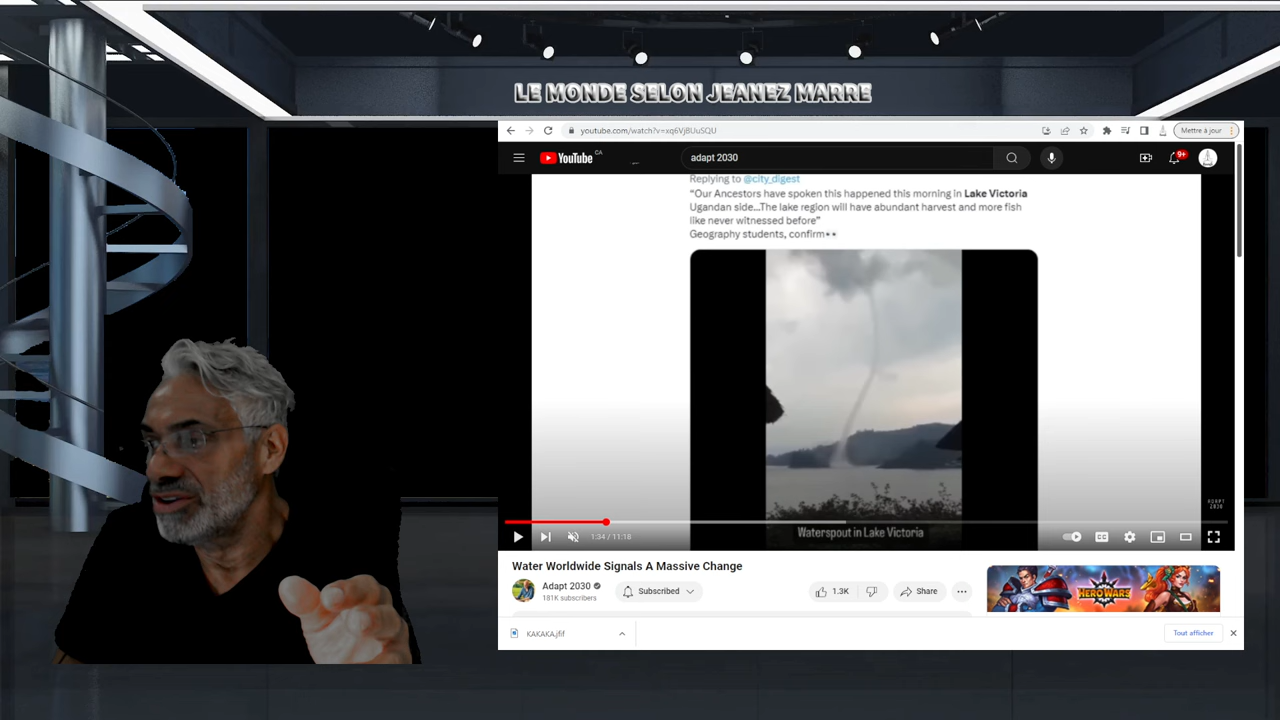 LE MONDE SELON JEANEZ MARRE
youtube.com/watch?v=xq6VjBUuSQU
Mettre à jour
YouTube CA
adapt 2030
9+
Replying to @city_digest
“Our Ancestors have spoken this happened this morning in Lake Victoria
Ugandan side...The lake region will have abundant harvest and more fish
like never witnessed before”
Geography students, confirm👀
ADAPT
2030
Waterspout in Lake Victoria
1:34 / 11:18
CC
Water Worldwide Signals A Massive Change
Adapt 2030
181K subscribers
Subscribed
1.3K
Share
HERO WARS
KAKAKA.jfif
Tout afficher